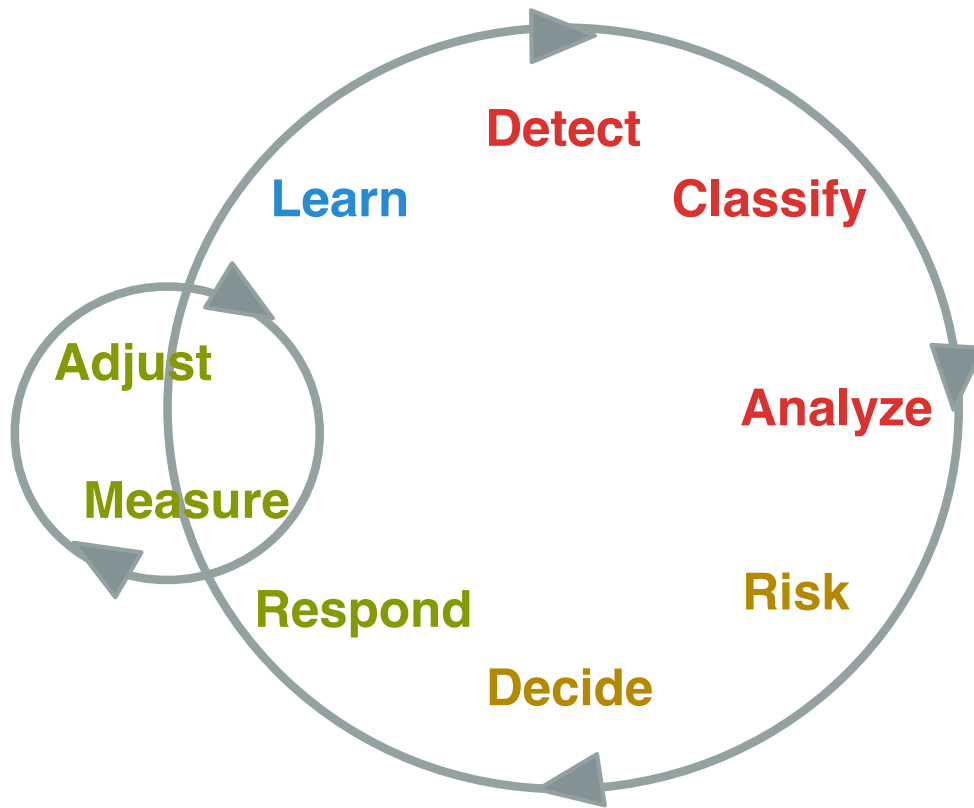 Detect
Learn
Classify
Adjust
Analyze
Measure
Risk
Respond
Decide